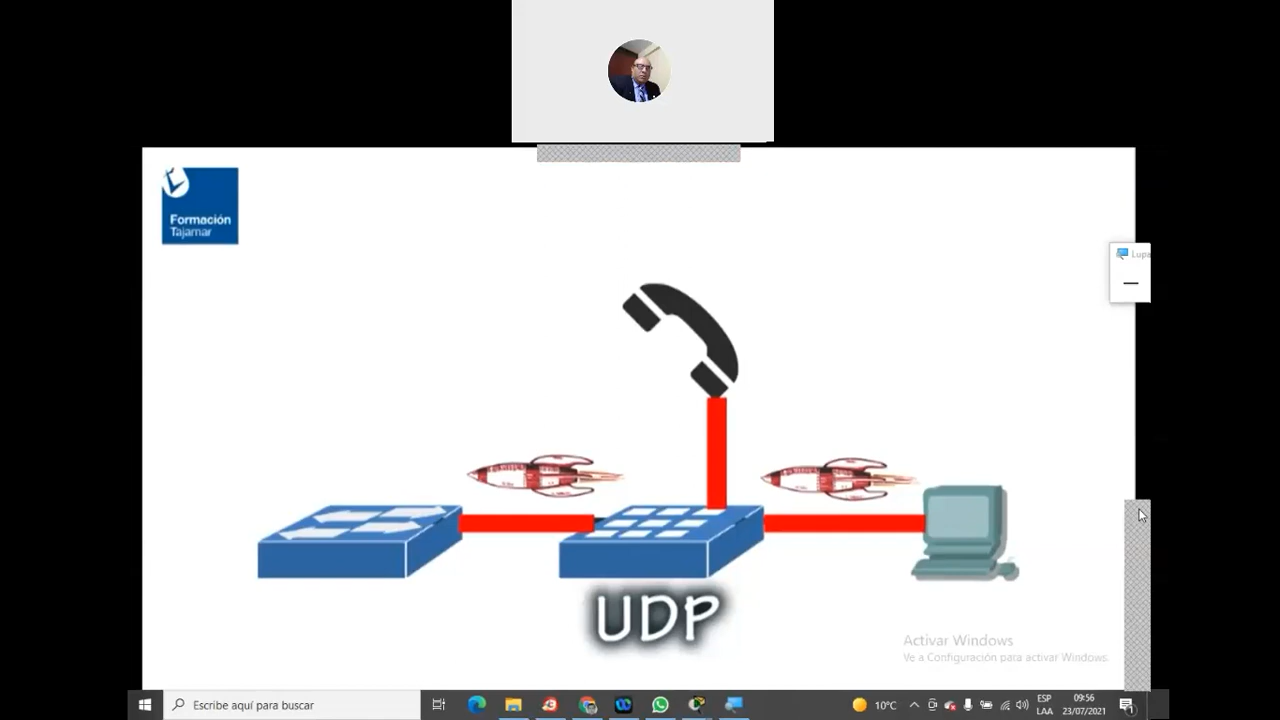 Formación
Tajamar
Lupa
UDP
Activar Windows
Ve a Configuración para activar Windows.
Escribe aquí para buscar
10°C
ESP
LAA
09:56
23/07/2021